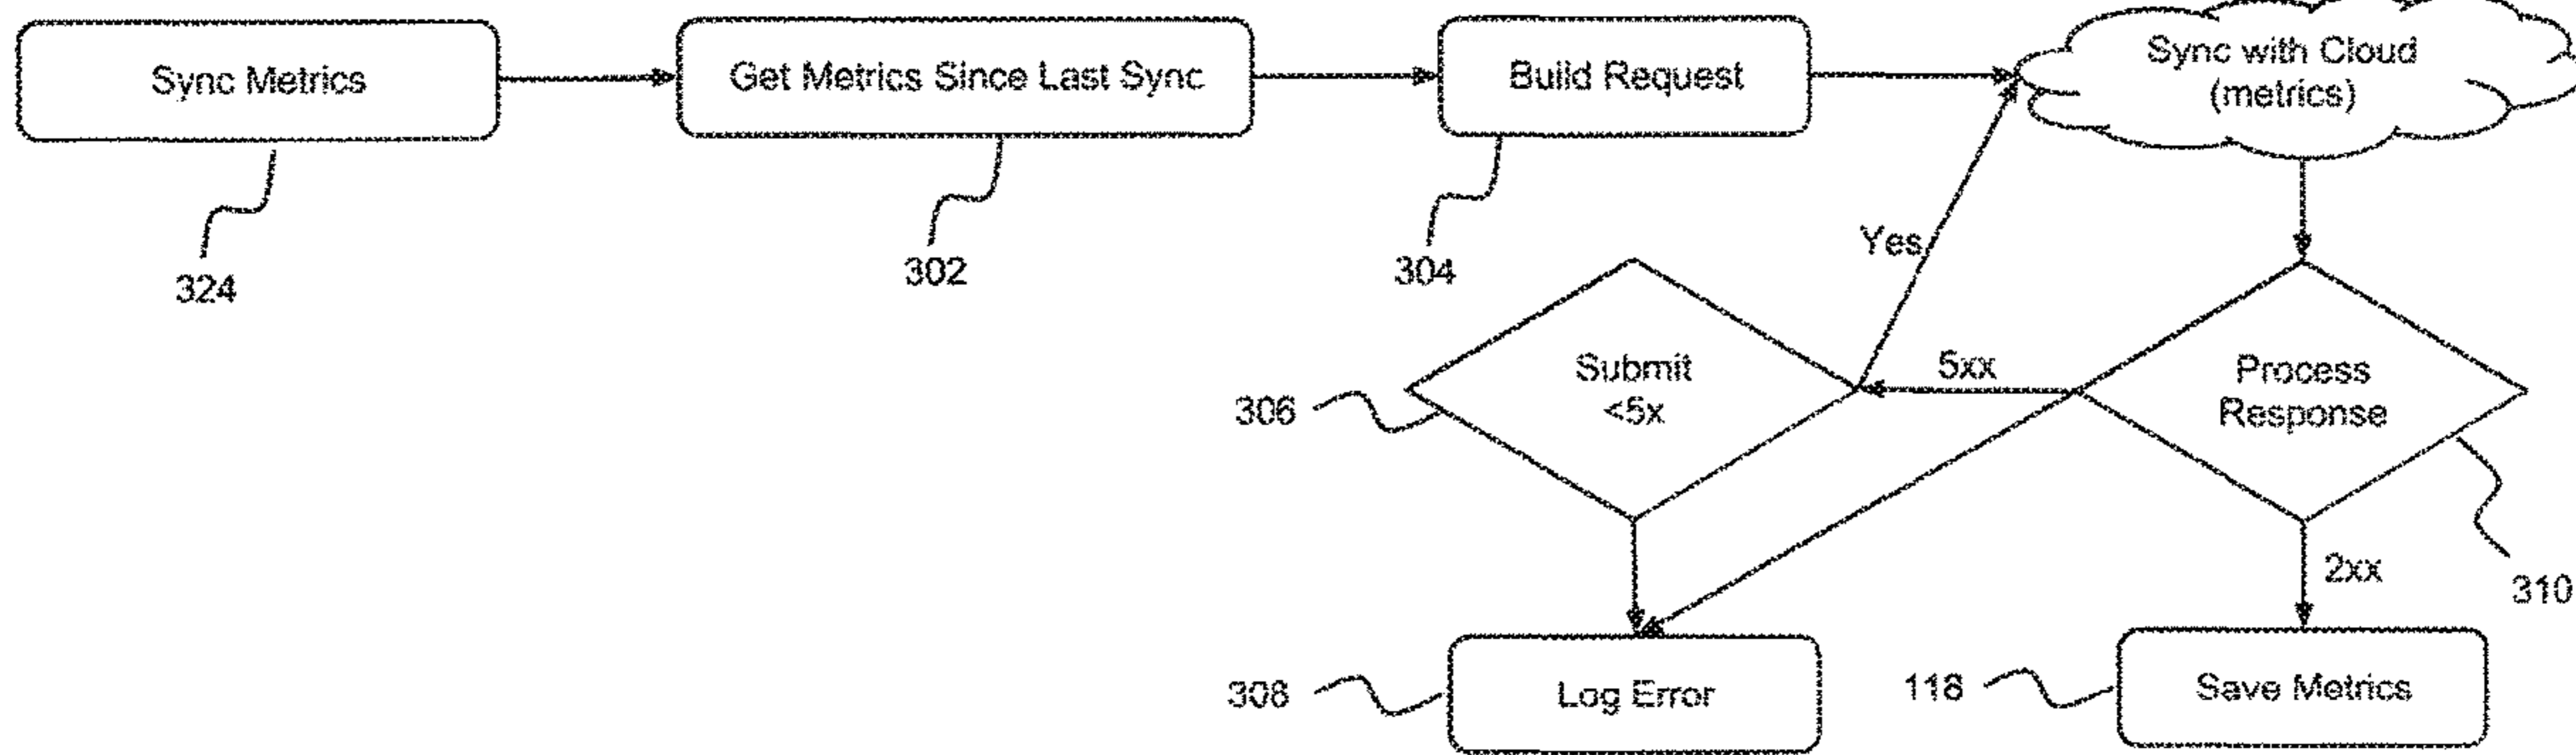 Sync Metrics
Get Metrics Since Last Sync
Build Request
Sync with Cloud
(metrics)
324
302
304
Yes
Submit
<5x
5xx
Process
Response
306
2xx
310
308
Log Error
118
Save Metrics